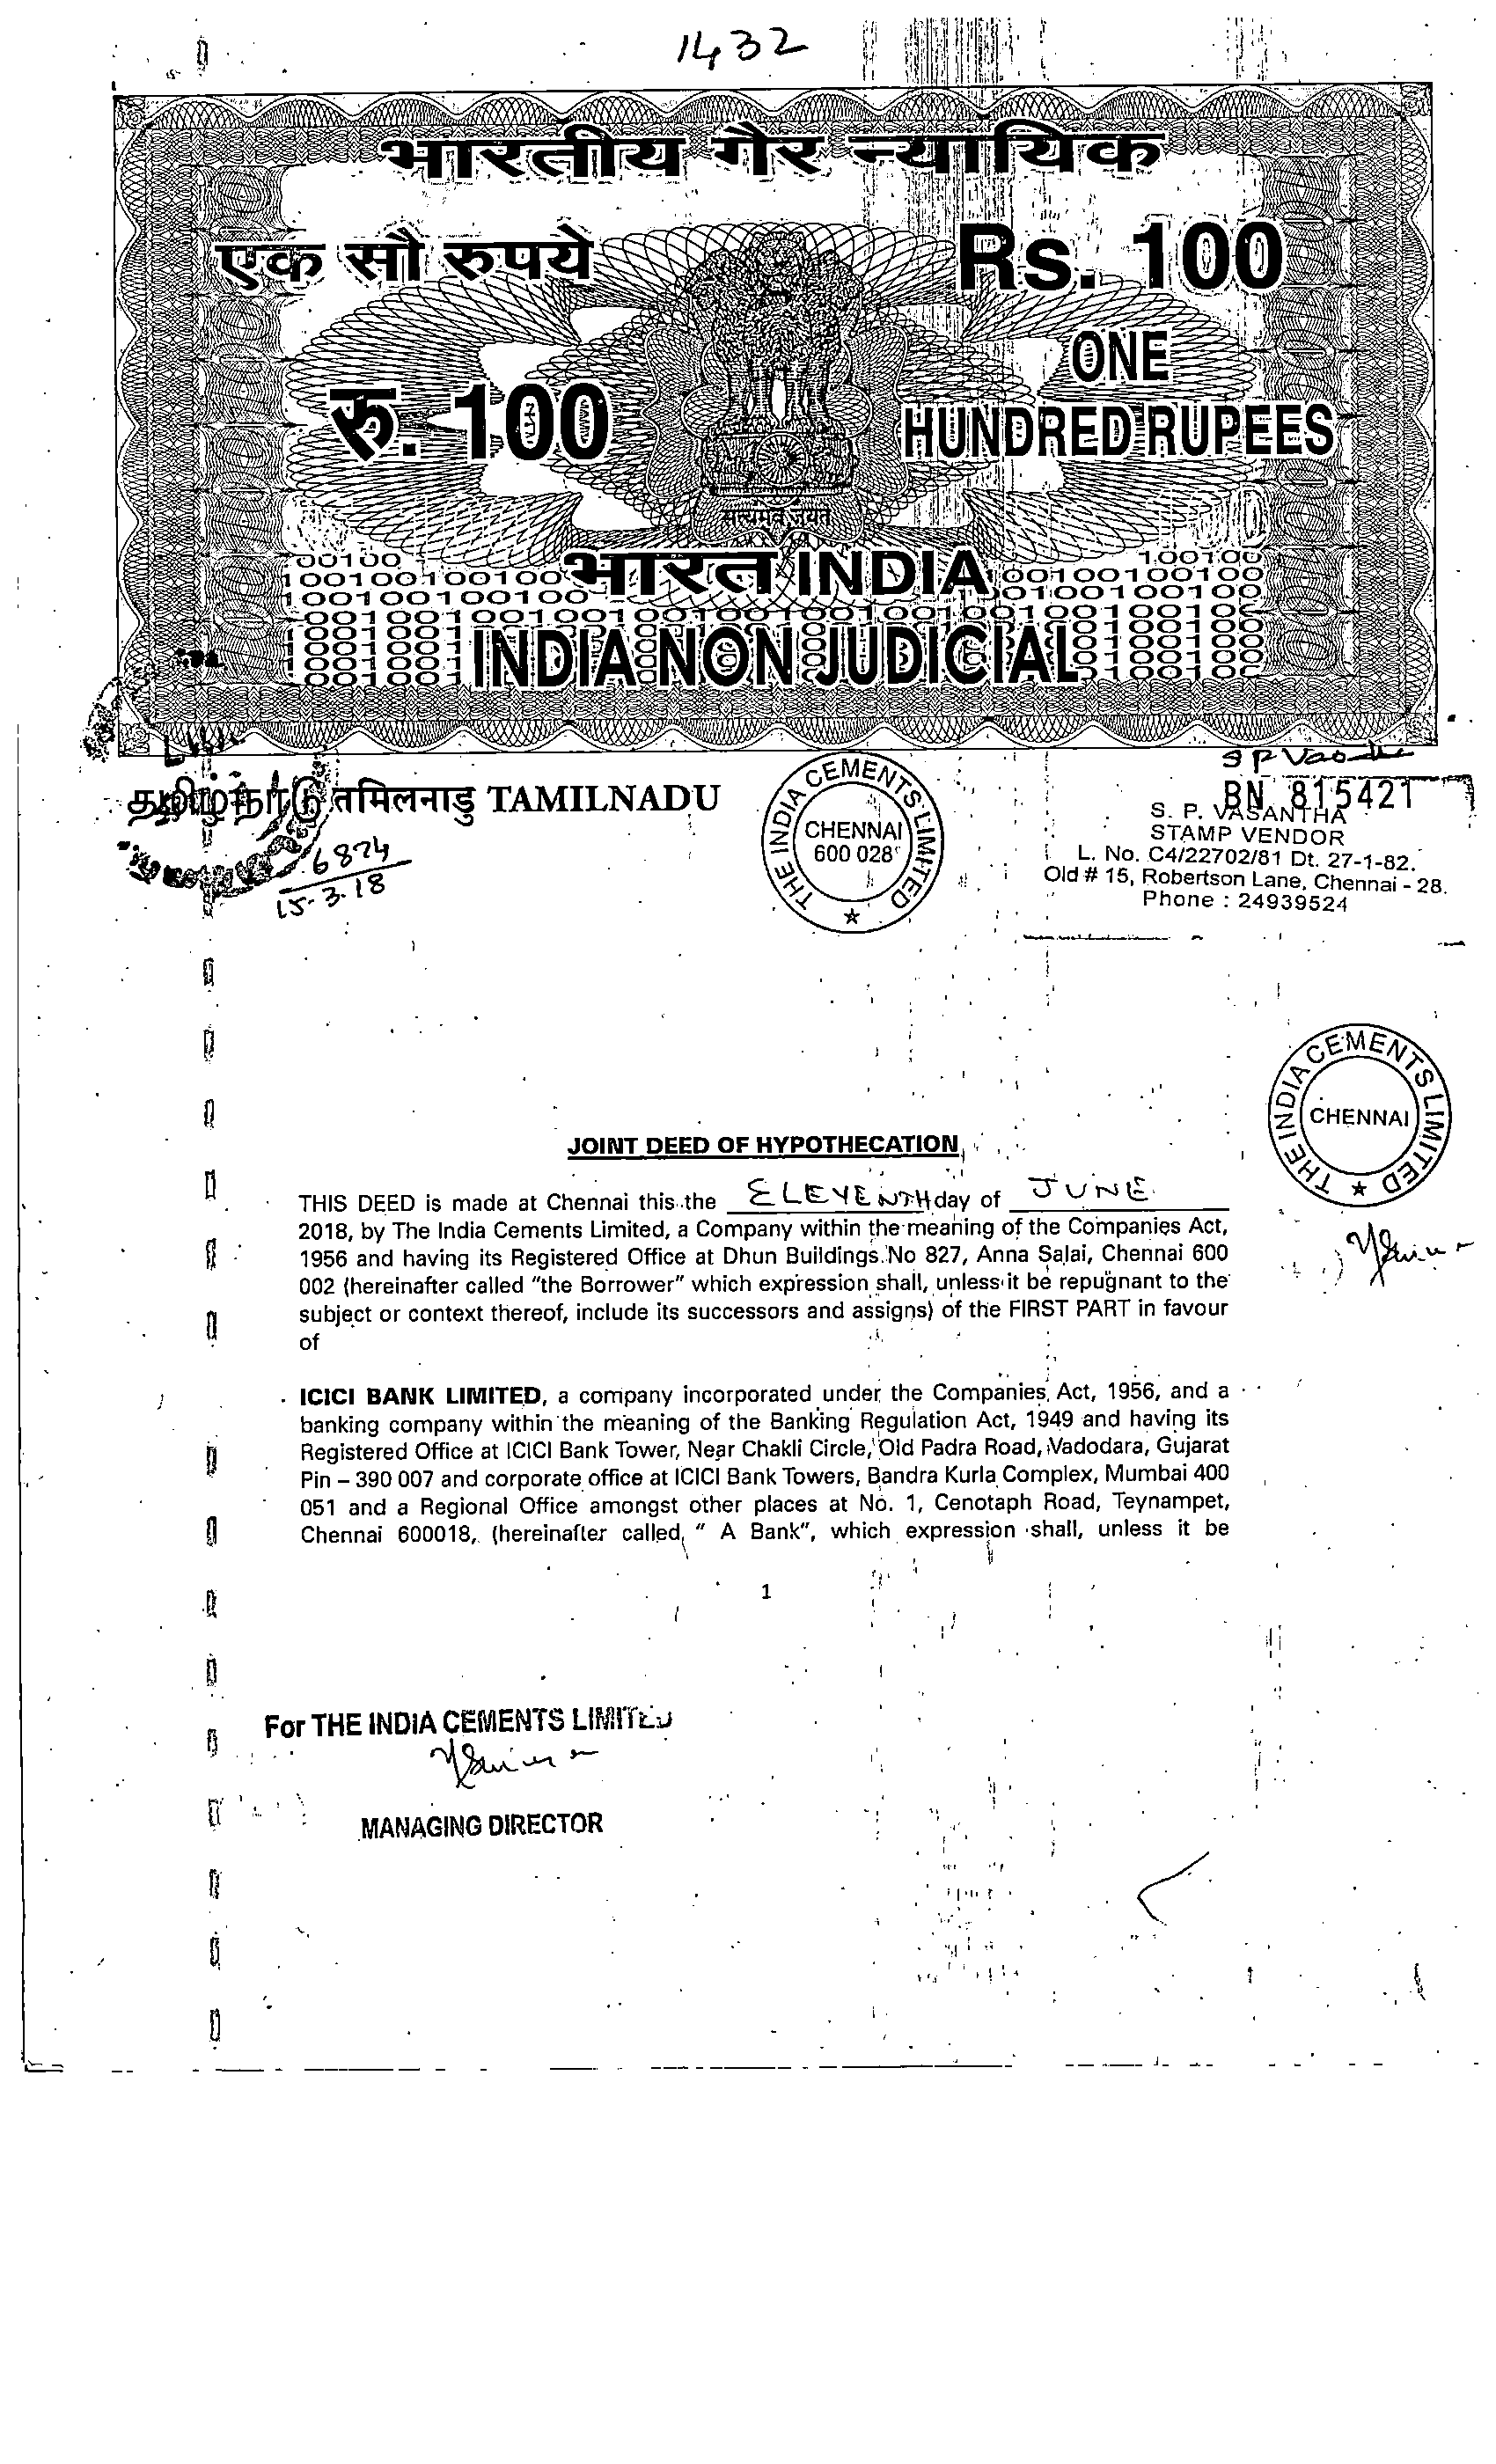 1432
भारतीय गैर न्यायिक
एक सौ रुपये
Rs. 100
रु. 100
ONE
HUNDRED RUPEES
सत्यमेव जयते
भारत INDIA
INDIA NON JUDICIAL
தமிழ்நாடு तमिलनाडु TAMILNADU
6824
15-3-18
THE INDIA CEMENTS LIMITED
CHENNAI
600 028
BN 815421
S. P. VASANTHA
STAMP VENDOR
L. No. C4/22702/81 Dt. 27-1-82.
Old # 15, Robertson Lane, Chennai - 28.
Phone : 24939524
THE INDIA CEMENTS LIMITED
CHENNAI
JOINT DEED OF HYPOTHECATION
THIS DEED is made at Chennai this the ELEVENTH day of JUNE
2018, by The India Cements Limited, a Company within the meaning of the Companies Act,
1956 and having its Registered Office at Dhun Buildings No 827, Anna Salai, Chennai 600
002 (hereinafter called "the Borrower" which expression shall, unless it be repugnant to the
subject or context thereof, include its successors and assigns) of the FIRST PART in favour
of
ICICI BANK LIMITED, a company incorporated under the Companies Act, 1956, and a
banking company within the meaning of the Banking Regulation Act, 1949 and having its
Registered Office at ICICI Bank Tower, Near Chakli Circle, Old Padra Road, Vadodara, Gujarat
Pin – 390 007 and corporate office at ICICI Bank Towers, Bandra Kurla Complex, Mumbai 400
051 and a Regional Office amongst other places at No. 1, Cenotaph Road, Teynampet,
Chennai 600018, (hereinafter called " A Bank", which expression shall, unless it be
1
For THE INDIA CEMENTS LIMITED
MANAGING DIRECTOR